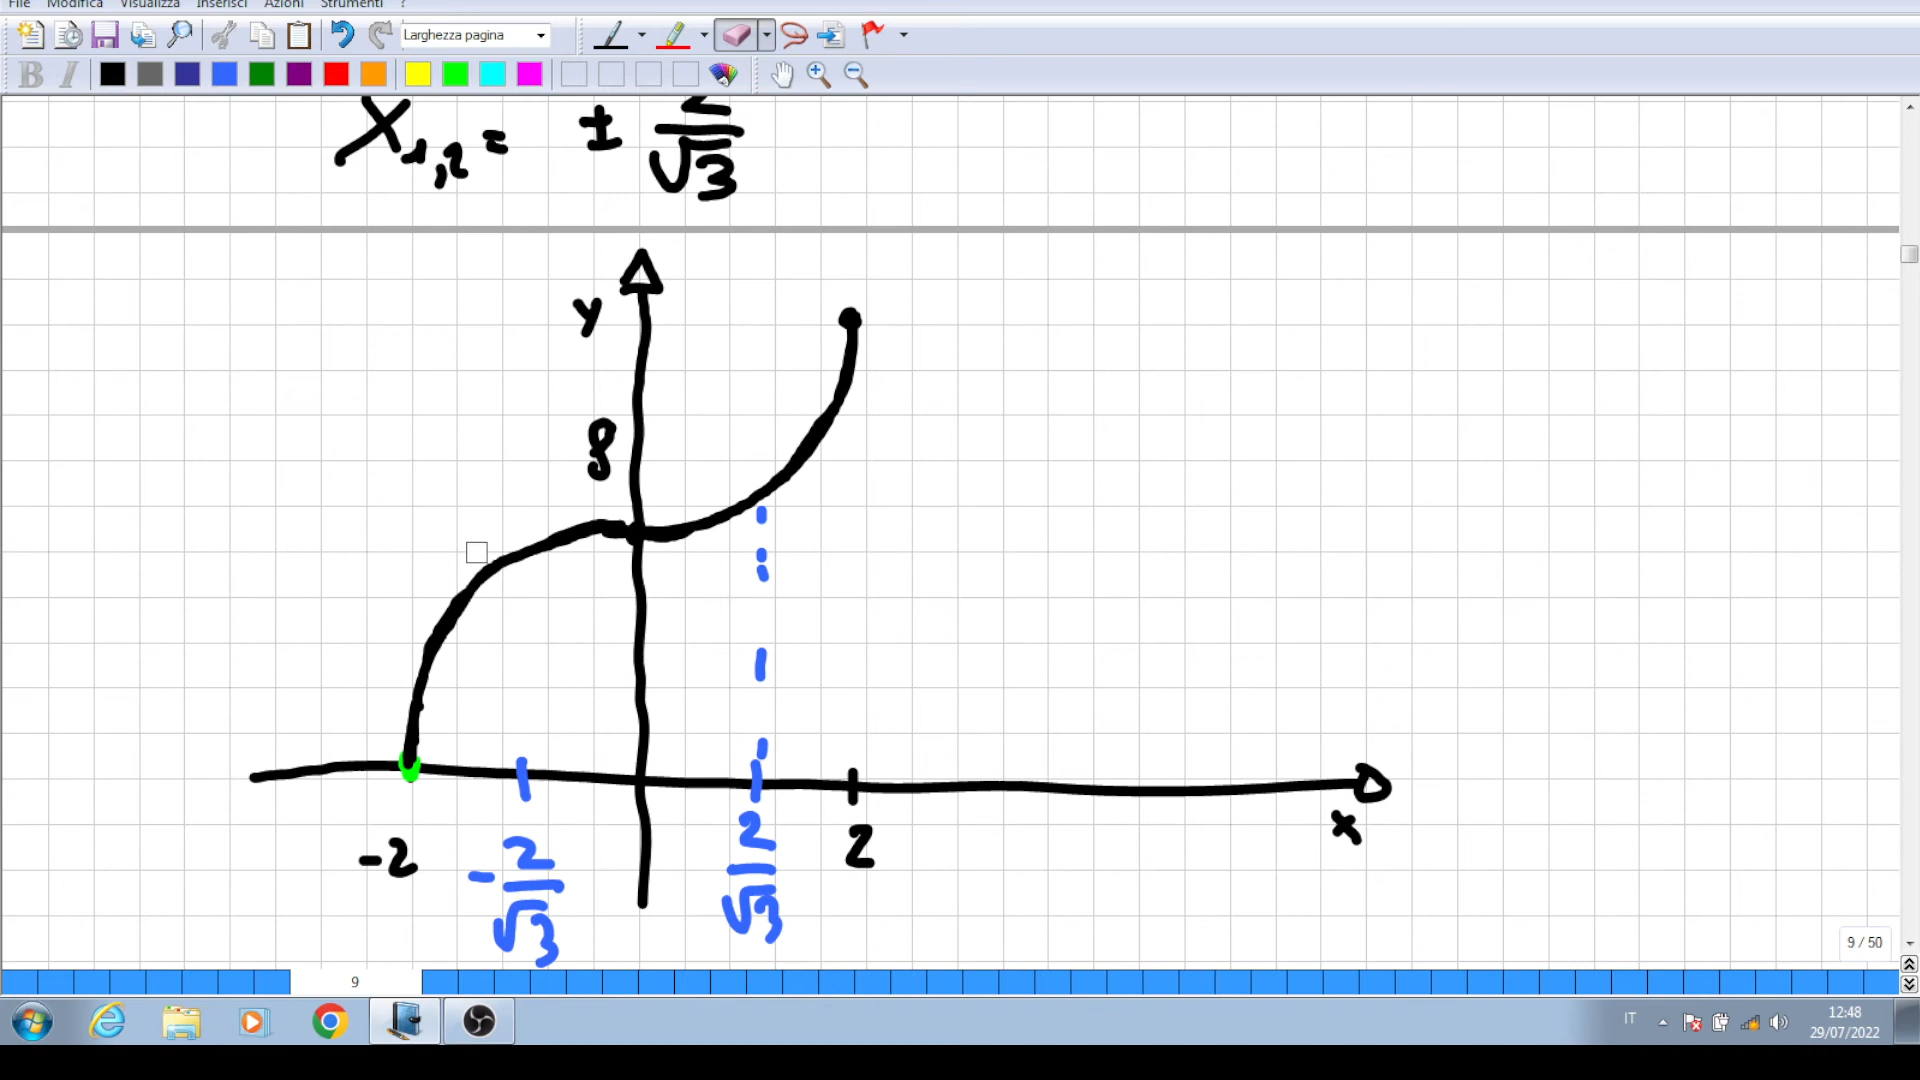 File Modifica Visualizza Inserisci Azioni Strumenti ?
Larghezza pagina
B I
X1,2 = ± 2/√3
y
8
-2
-2/√3
2/√3
2
x
9 / 50
9
IT
12:48
29/07/2022